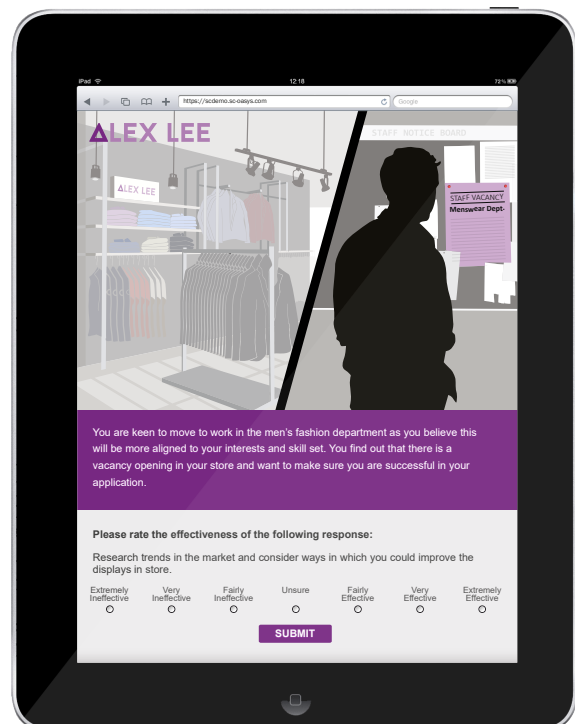 iPad
12:18
72%
https://scdemo.sc-oasys.com
Google
ALEX LEE
STAFF NOTICE BOARD
ALEX LEE
STAFF VACANCY
Menswear Dept.
You are keen to move to work in the men's fashion department as you believe this
will be more aligned to your interests and skill set. You find out that there is a
vacancy opening in your store and want to make sure you are successful in your
application.
Please rate the effectiveness of the following response:
Research trends in the market and consider ways in which you could improve the
displays in store.
Extremely Ineffective
Very Ineffective
Fairly Ineffective
Unsure
Fairly Effective
Very Effective
Extremely Effective
SUBMIT